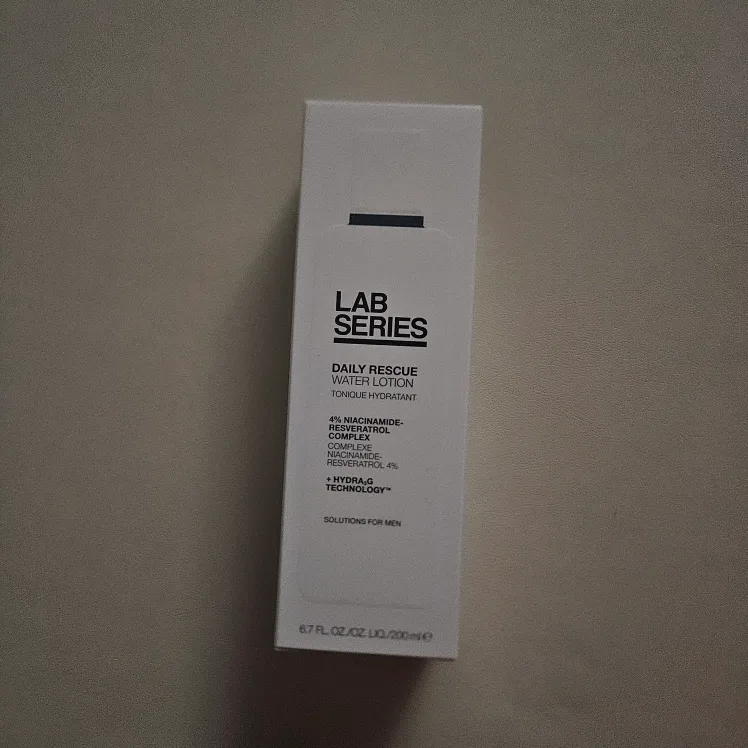 LAB
SERIES
DAILY RESCUE
WATER LOTION
TONIQUE HYDRATANT
4% NIACINAMIDE-
RESVERATROL
COMPLEX
COMPLEXE
NIACINAMIDE-
RESVERATROL 4%
+ HYDRA₃G
TECHNOLOGY™
SOLUTIONS FOR MEN
6.7 FL. OZ./OZ. LIQ./200 ml ℮